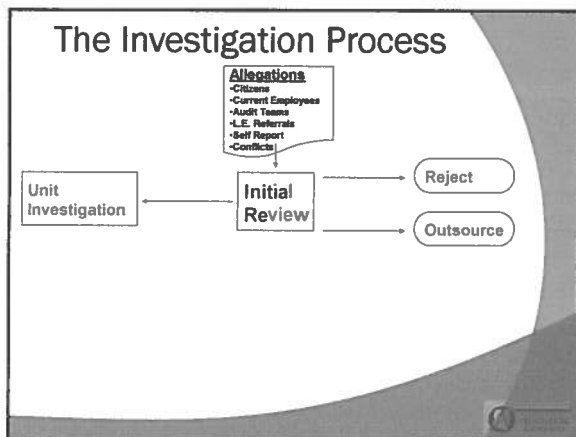 The Investigation Process
Allegations
•Citizens
•Current Employees
•Audit Teams
•L.E. Referrals
•Self Report
•Conflicts
Unit
Investigation
Initial
Review
Reject
Outsource